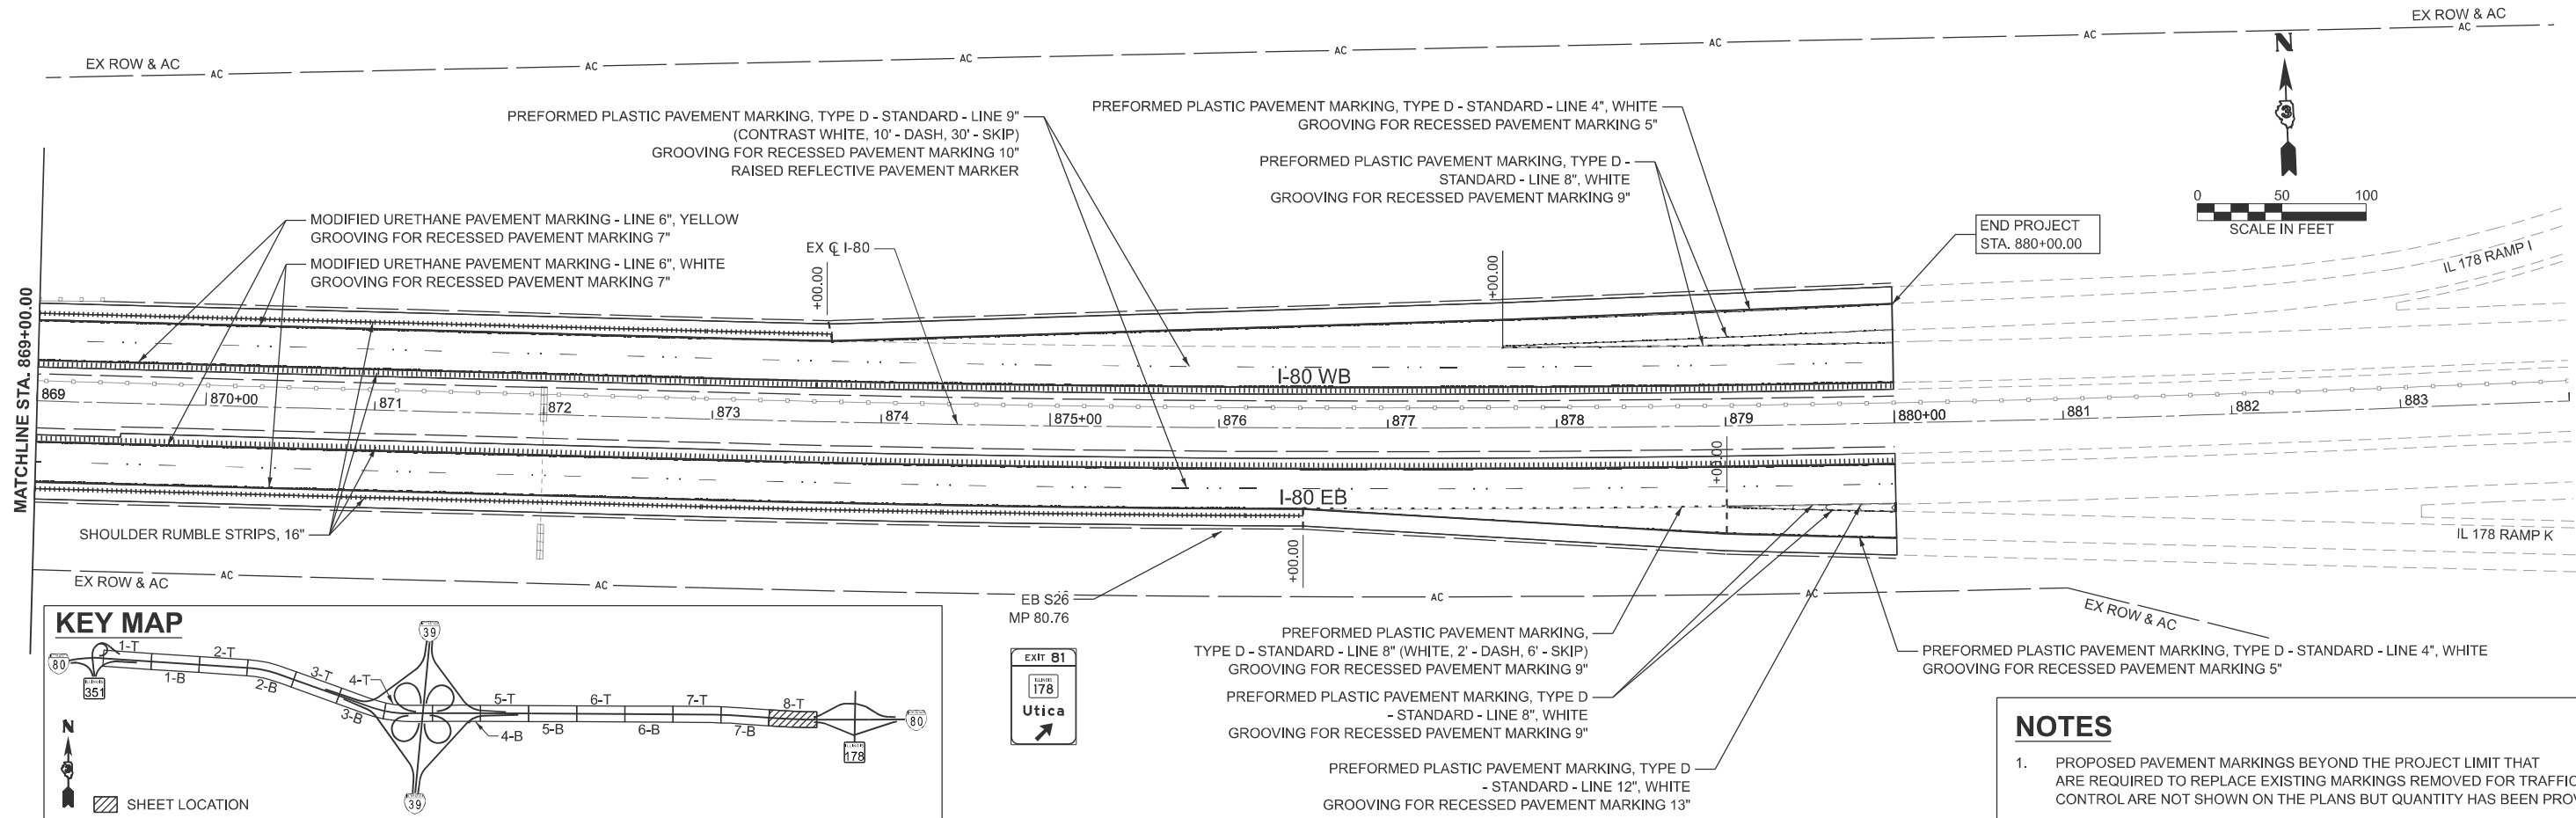 EX ROW & AC
AC
AC
AC
AC
AC
AC
EX ROW & AC
AC
N
3
0 50 100
SCALE IN FEET
PREFORMED PLASTIC PAVEMENT MARKING, TYPE D - STANDARD - LINE 9"
(CONTRAST WHITE, 10' - DASH, 30' - SKIP)
GROOVING FOR RECESSED PAVEMENT MARKING 10"
RAISED REFLECTIVE PAVEMENT MARKER
PREFORMED PLASTIC PAVEMENT MARKING, TYPE D - STANDARD - LINE 4", WHITE
GROOVING FOR RECESSED PAVEMENT MARKING 5"
PREFORMED PLASTIC PAVEMENT MARKING, TYPE D -
STANDARD - LINE 8", WHITE
GROOVING FOR RECESSED PAVEMENT MARKING 9"
MODIFIED URETHANE PAVEMENT MARKING - LINE 6", YELLOW
GROOVING FOR RECESSED PAVEMENT MARKING 7"
MODIFIED URETHANE PAVEMENT MARKING - LINE 6", WHITE
GROOVING FOR RECESSED PAVEMENT MARKING 7"
EX ℄ I-80
+00.00
+00.00
END PROJECT
STA. 880+00.00
IL 178 RAMP I
MATCHLINE STA. 869+00.00
I-80 WB
869
870+00
871
872
873
874
875+00
876
877
878
879
880+00
881
882
883
+00.00
I-80 EB
+00.00
SHOULDER RUMBLE STRIPS, 16"
IL 178 RAMP K
EX ROW & AC
AC
AC
AC
AC
EX ROW & AC
EB S26
MP 80.76
EXIT 81
ILLINOIS
178
Utica
PREFORMED PLASTIC PAVEMENT MARKING,
TYPE D - STANDARD - LINE 8" (WHITE, 2' - DASH, 6' - SKIP)
GROOVING FOR RECESSED PAVEMENT MARKING 9"
PREFORMED PLASTIC PAVEMENT MARKING, TYPE D
- STANDARD - LINE 8", WHITE
GROOVING FOR RECESSED PAVEMENT MARKING 9"
PREFORMED PLASTIC PAVEMENT MARKING, TYPE D
- STANDARD - LINE 12", WHITE
GROOVING FOR RECESSED PAVEMENT MARKING 13"
PREFORMED PLASTIC PAVEMENT MARKING, TYPE D - STANDARD - LINE 4", WHITE
GROOVING FOR RECESSED PAVEMENT MARKING 5"
KEY MAP
80
351
1-T
1-B
2-T
2-B
3-T
3-B
4-T
4-B
39
39
5-T
5-B
6-T
6-B
7-T
7-B
8-T
178
80
N
3
SHEET LOCATION
NOTES
1. PROPOSED PAVEMENT MARKINGS BEYOND THE PROJECT LIMIT THAT
ARE REQUIRED TO REPLACE EXISTING MARKINGS REMOVED FOR TRAFFIC
CONTROL ARE NOT SHOWN ON THE PLANS BUT QUANTITY HAS BEEN PROV